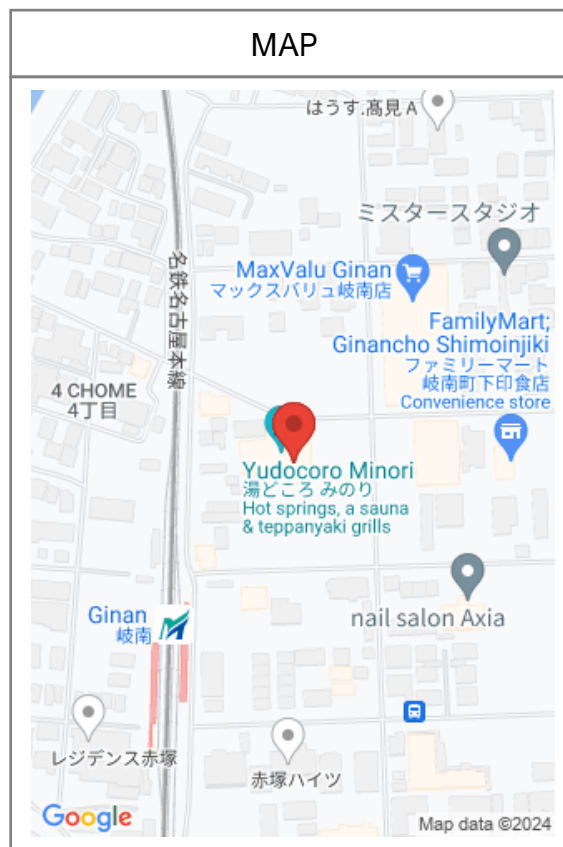 MAP
はうす.髙見 A
ミスタースタジオ
MaxValu Ginan
マックスバリュ岐南店
名鉄名古屋本線
FamilyMart;
Ginancho Shimoinjiki
ファミリーマート
岐南町下印食店
Convenience store
4 CHOME
4丁目
Yudocoro Minori
湯どころ みのり
Hot springs, a sauna
& teppanyaki grills
nail salon Axia
Ginan
岐南
レジデンス赤塚
赤塚ハイツ
Google
Map data ©2024